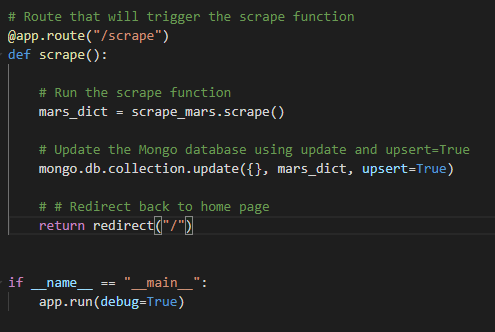 # Route that will trigger the scrape function
@app.route("/scrape")
def scrape():
# Run the scrape function
mars_dict = scrape_mars.scrape()
# Update the Mongo database using update and upsert=True
mongo.db.collection.update({}, mars_dict, upsert=True)
# # Redirect back to home page
return redirect("/")
if __name__ == "__main__":
app.run(debug=True)